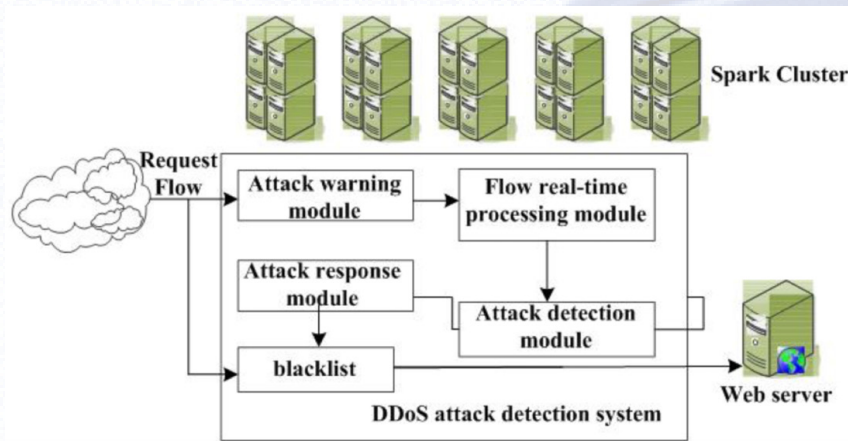 Spark Cluster
Request
Flow
Attack warning
module
Flow real-time
processing module
Attack response
module
Attack detection
module
blacklist
Web server
DDoS attack detection system